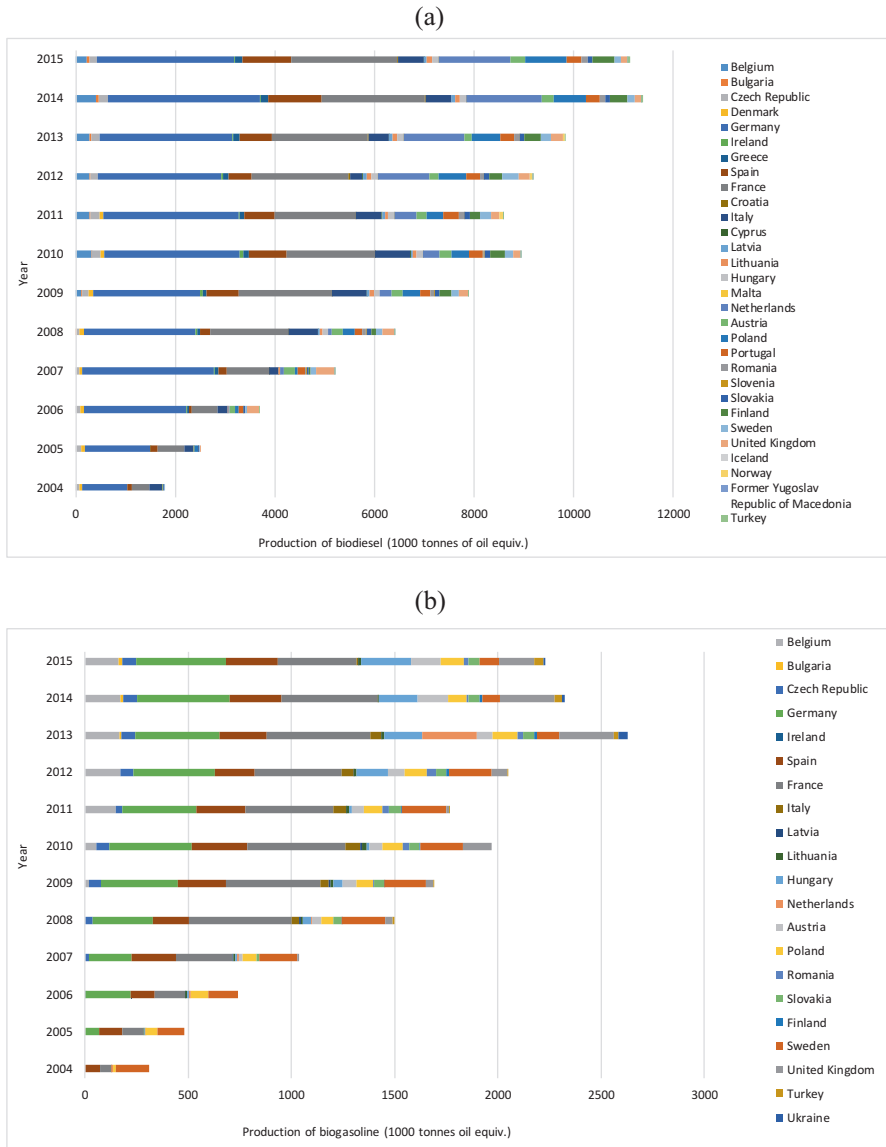 (a)
2015
2014
2013
2012
2011
2010
2009
2008
2007
2006
2005
2004
Year
0
2000
4000
6000
8000
10000
12000
Production of biodiesel (1000 tonnes of oil equiv.)
Belgium
Bulgaria
Czech Republic
Denmark
Germany
Ireland
Greece
Spain
France
Croatia
Italy
Cyprus
Latvia
Lithuania
Hungary
Malta
Netherlands
Austria
Poland
Portugal
Romania
Slovenia
Slovakia
Finland
Sweden
United Kingdom
Iceland
Norway
Former Yugoslav
Republic of Macedonia
Turkey
(b)
2015
2014
2013
2012
2011
2010
2009
2008
2007
2006
2005
2004
Year
0
500
1000
1500
2000
2500
3000
Production of biogasoline (1000 tonnes oil equiv.)
Belgium
Bulgaria
Czech Republic
Germany
Ireland
Spain
France
Italy
Latvia
Lithuania
Hungary
Netherlands
Austria
Poland
Romania
Slovakia
Finland
Sweden
United Kingdom
Turkey
Ukraine